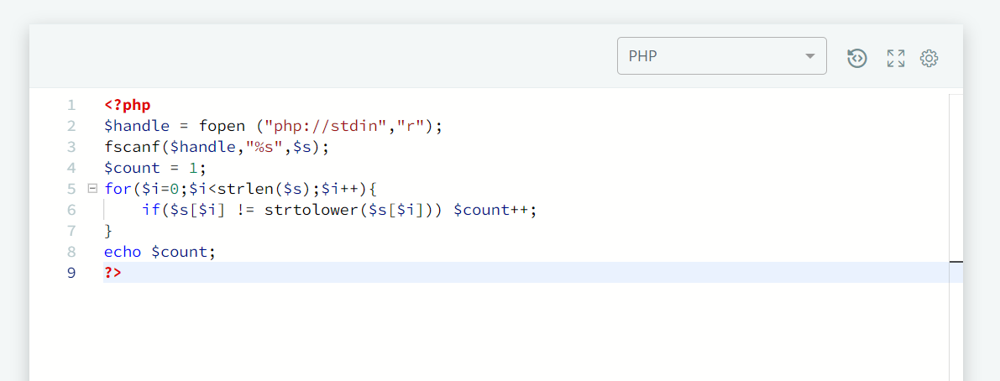 PHP
1 <?php
2 $handle = fopen ("php://stdin","r");
3 fscanf($handle,"%s",$s);
4 $count = 1;
5 for($i=0;$i<strlen($s);$i++){
6     if($s[$i] != strtolower($s[$i])) $count++;
7 }
8 echo $count;
9 ?>